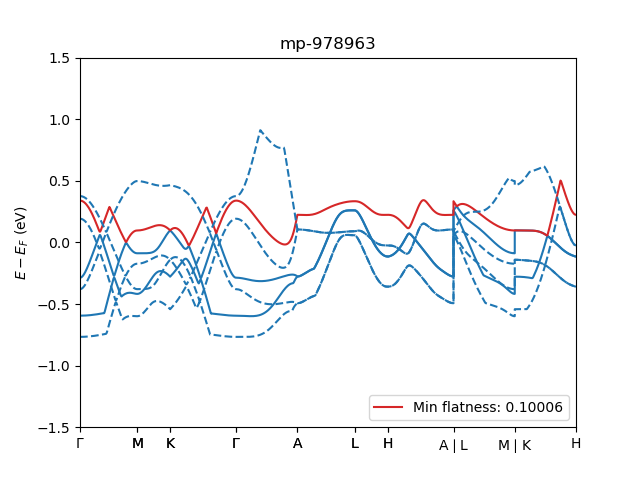 mp-978963
E − E_F (eV)
1.5
1.0
0.5
0.0
−0.5
−1.0
−1.5
Min flatness: 0.10006
Γ M K Γ A L H A | L M | K H